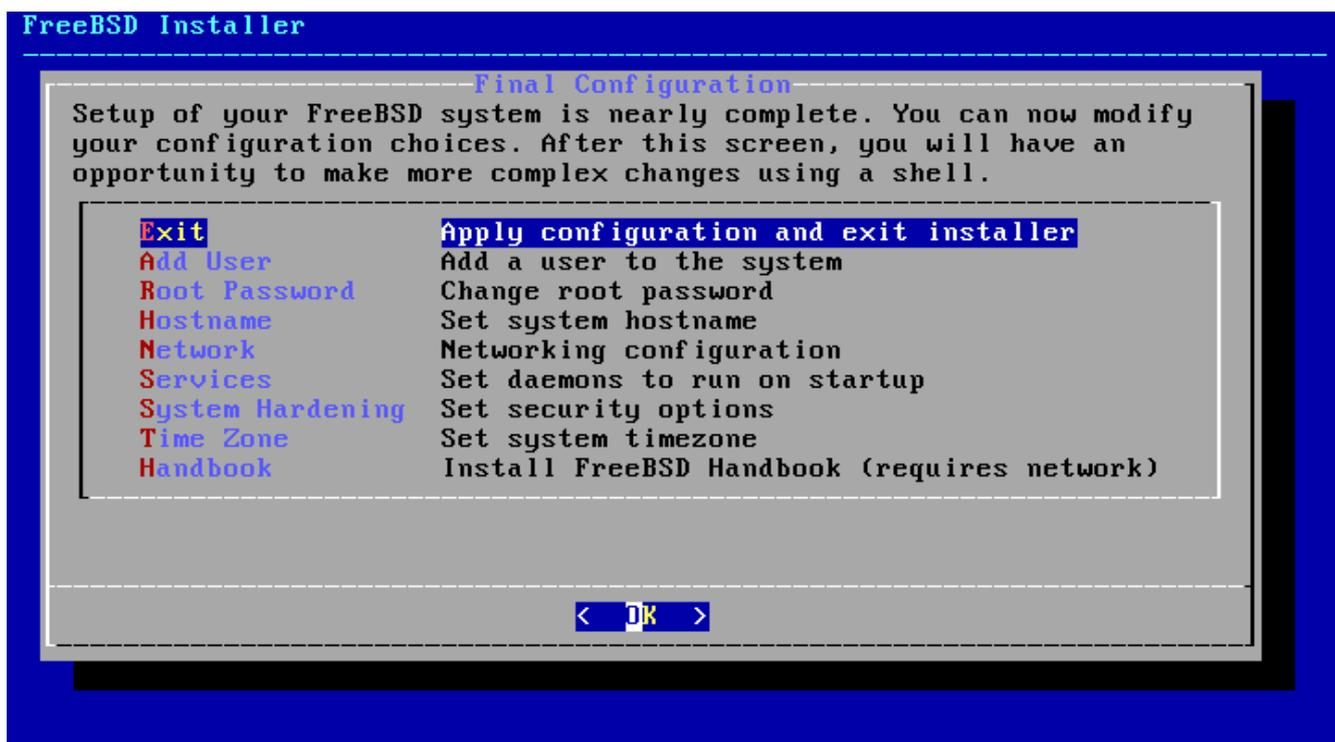 FreeBSD Installer
Final Configuration
Setup of your FreeBSD system is nearly complete. You can now modify
your configuration choices. After this screen, you will have an
opportunity to make more complex changes using a shell.
Exit Apply configuration and exit installer
Add User Add a user to the system
Root Password Change root password
Hostname Set system hostname
Network Networking configuration
Services Set daemons to run on startup
System Hardening Set security options
Time Zone Set system timezone
Handbook Install FreeBSD Handbook (requires network)
< OK >